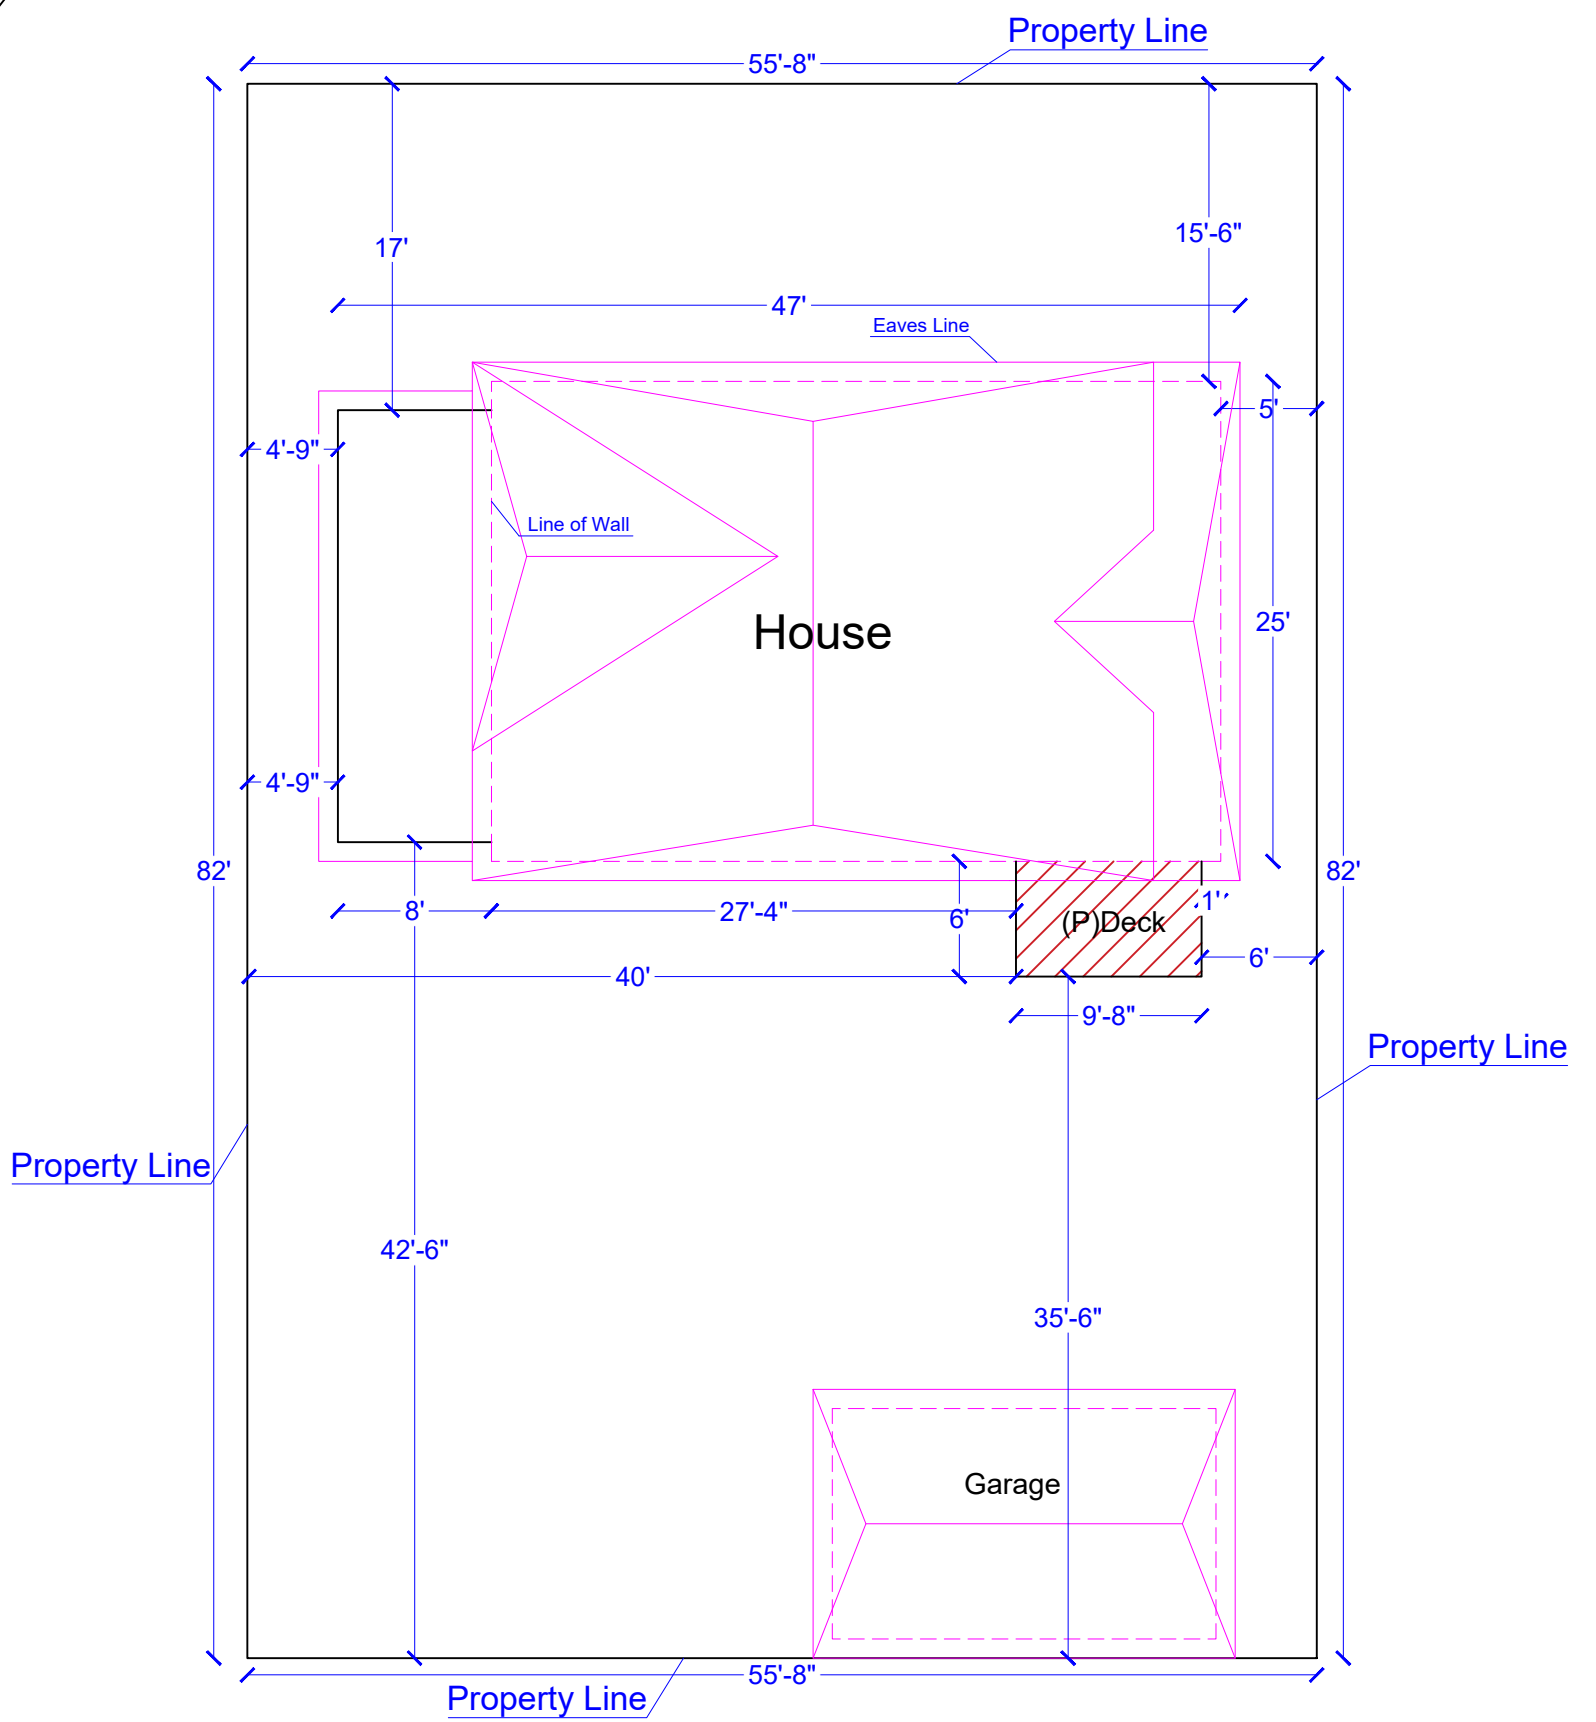 Property Line
55'-8"
17'
15'-6"
47'
Eaves Line
5'
4'-9"
Line of Wall
House
25'
4'-9"
82'
82'
8'
27'-4"
6'
1'
(P)Deck
6'
40'
9'-8"
Property Line
Property Line
42'-6"
35'-6"
Garage
55'-8"
Property Line